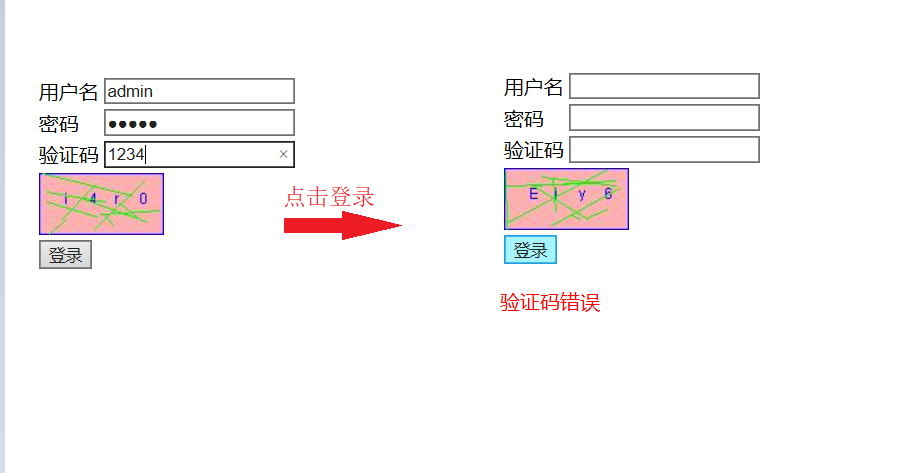 用户名 admin
密码 ●●●●●
验证码 1234 ×
i 4 r 0
登录
点击登录
用户名
密码
验证码
E i y 6
登录
验证码错误